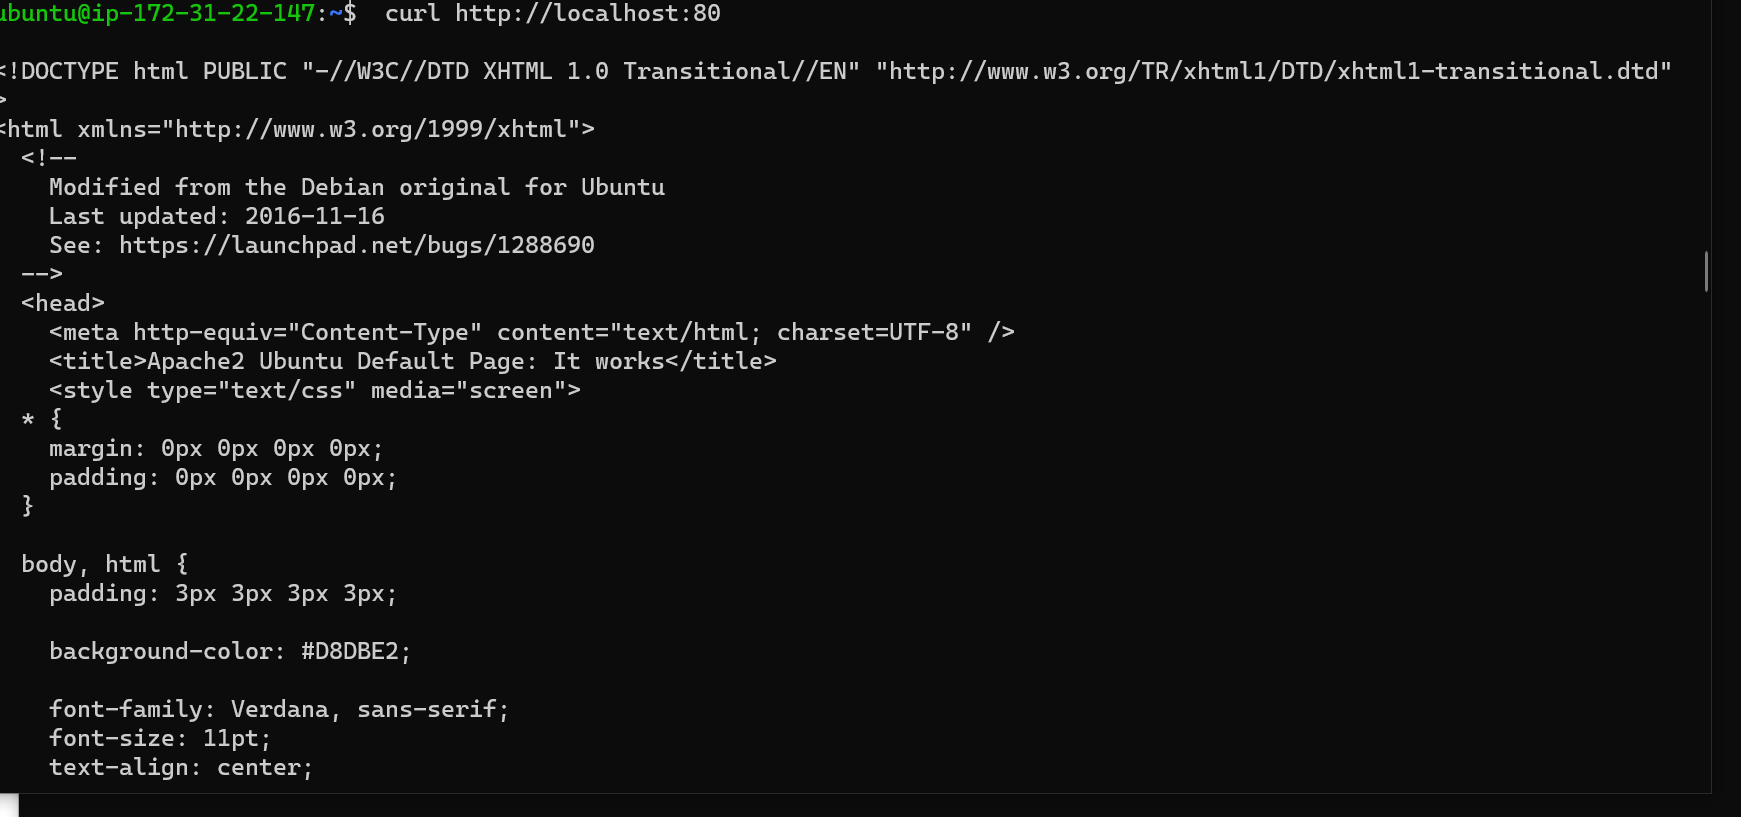 ubuntu@ip-172-31-22-147:~$  curl http://localhost:80
<!DOCTYPE html PUBLIC "-//W3C//DTD XHTML 1.0 Transitional//EN" "http://www.w3.org/TR/xhtml1/DTD/xhtml1-transitional.dtd"
>
<html xmlns="http://www.w3.org/1999/xhtml">
  <!--
    Modified from the Debian original for Ubuntu
    Last updated: 2016-11-16
    See: https://launchpad.net/bugs/1288690
  -->
  <head>
    <meta http-equiv="Content-Type" content="text/html; charset=UTF-8" />
    <title>Apache2 Ubuntu Default Page: It works</title>
    <style type="text/css" media="screen">
  * {
    margin: 0px 0px 0px 0px;
    padding: 0px 0px 0px 0px;
  }
  body, html {
    padding: 3px 3px 3px 3px;
    background-color: #D8DBE2;
    font-family: Verdana, sans-serif;
    font-size: 11pt;
    text-align: center;